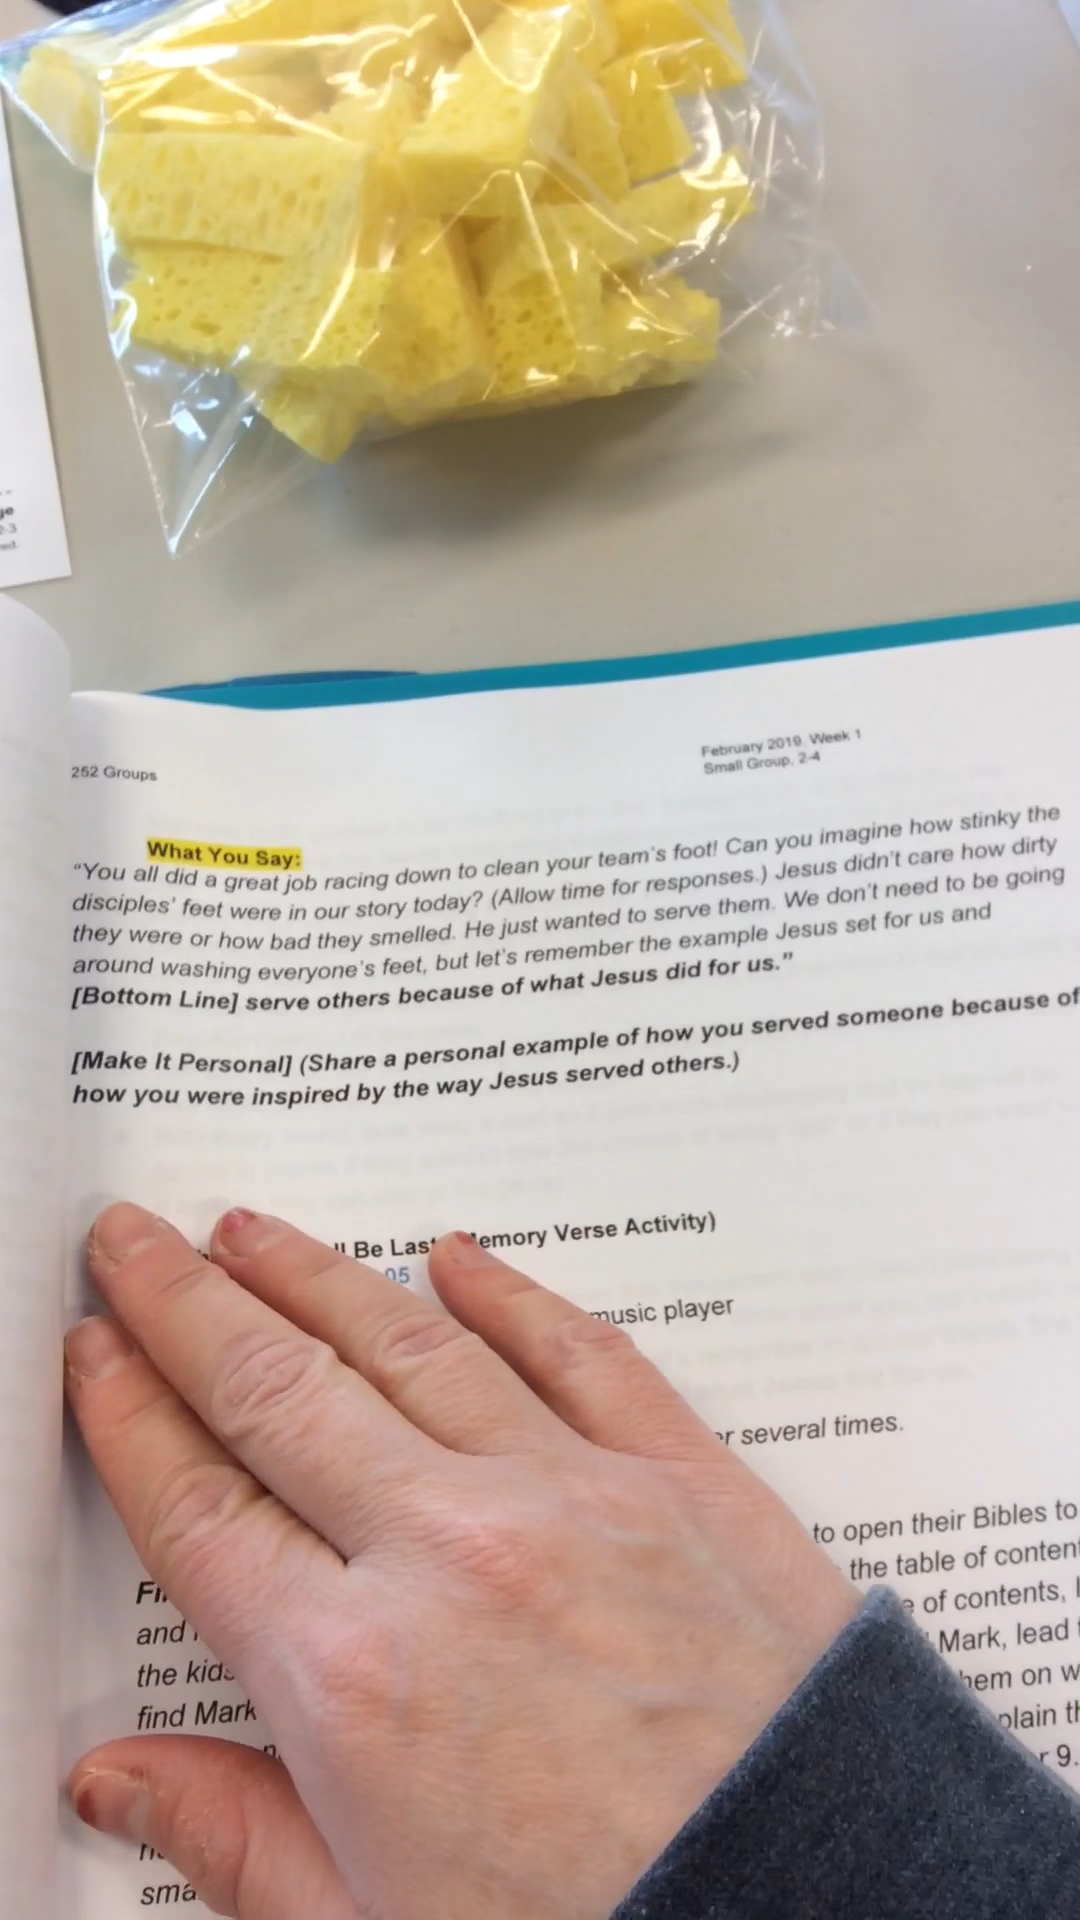 ge
2-3
252 Groups
February 2019, Week 1
Small Group, 2-4
What You Say:
“You all did a great job racing down to clean your team’s foot! Can you imagine how stinky the
disciples’ feet were in our story today? (Allow time for responses.) Jesus didn’t care how dirty
they were or how bad they smelled. He just wanted to serve them. We don’t need to be going
around washing everyone’s feet, but let’s remember the example Jesus set for us and
[Bottom Line] serve others because of what Jesus did for us.”
[Make It Personal] (Share a personal example of how you served someone because of
how you were inspired by the way Jesus served others.)
Be Last Memory Verse Activity)
05
music player
several times.
to open their Bibles to
the table of content
of contents,
and
Mark, lead
the kids
hem on w
find Mark
plain th
r 9.
sma